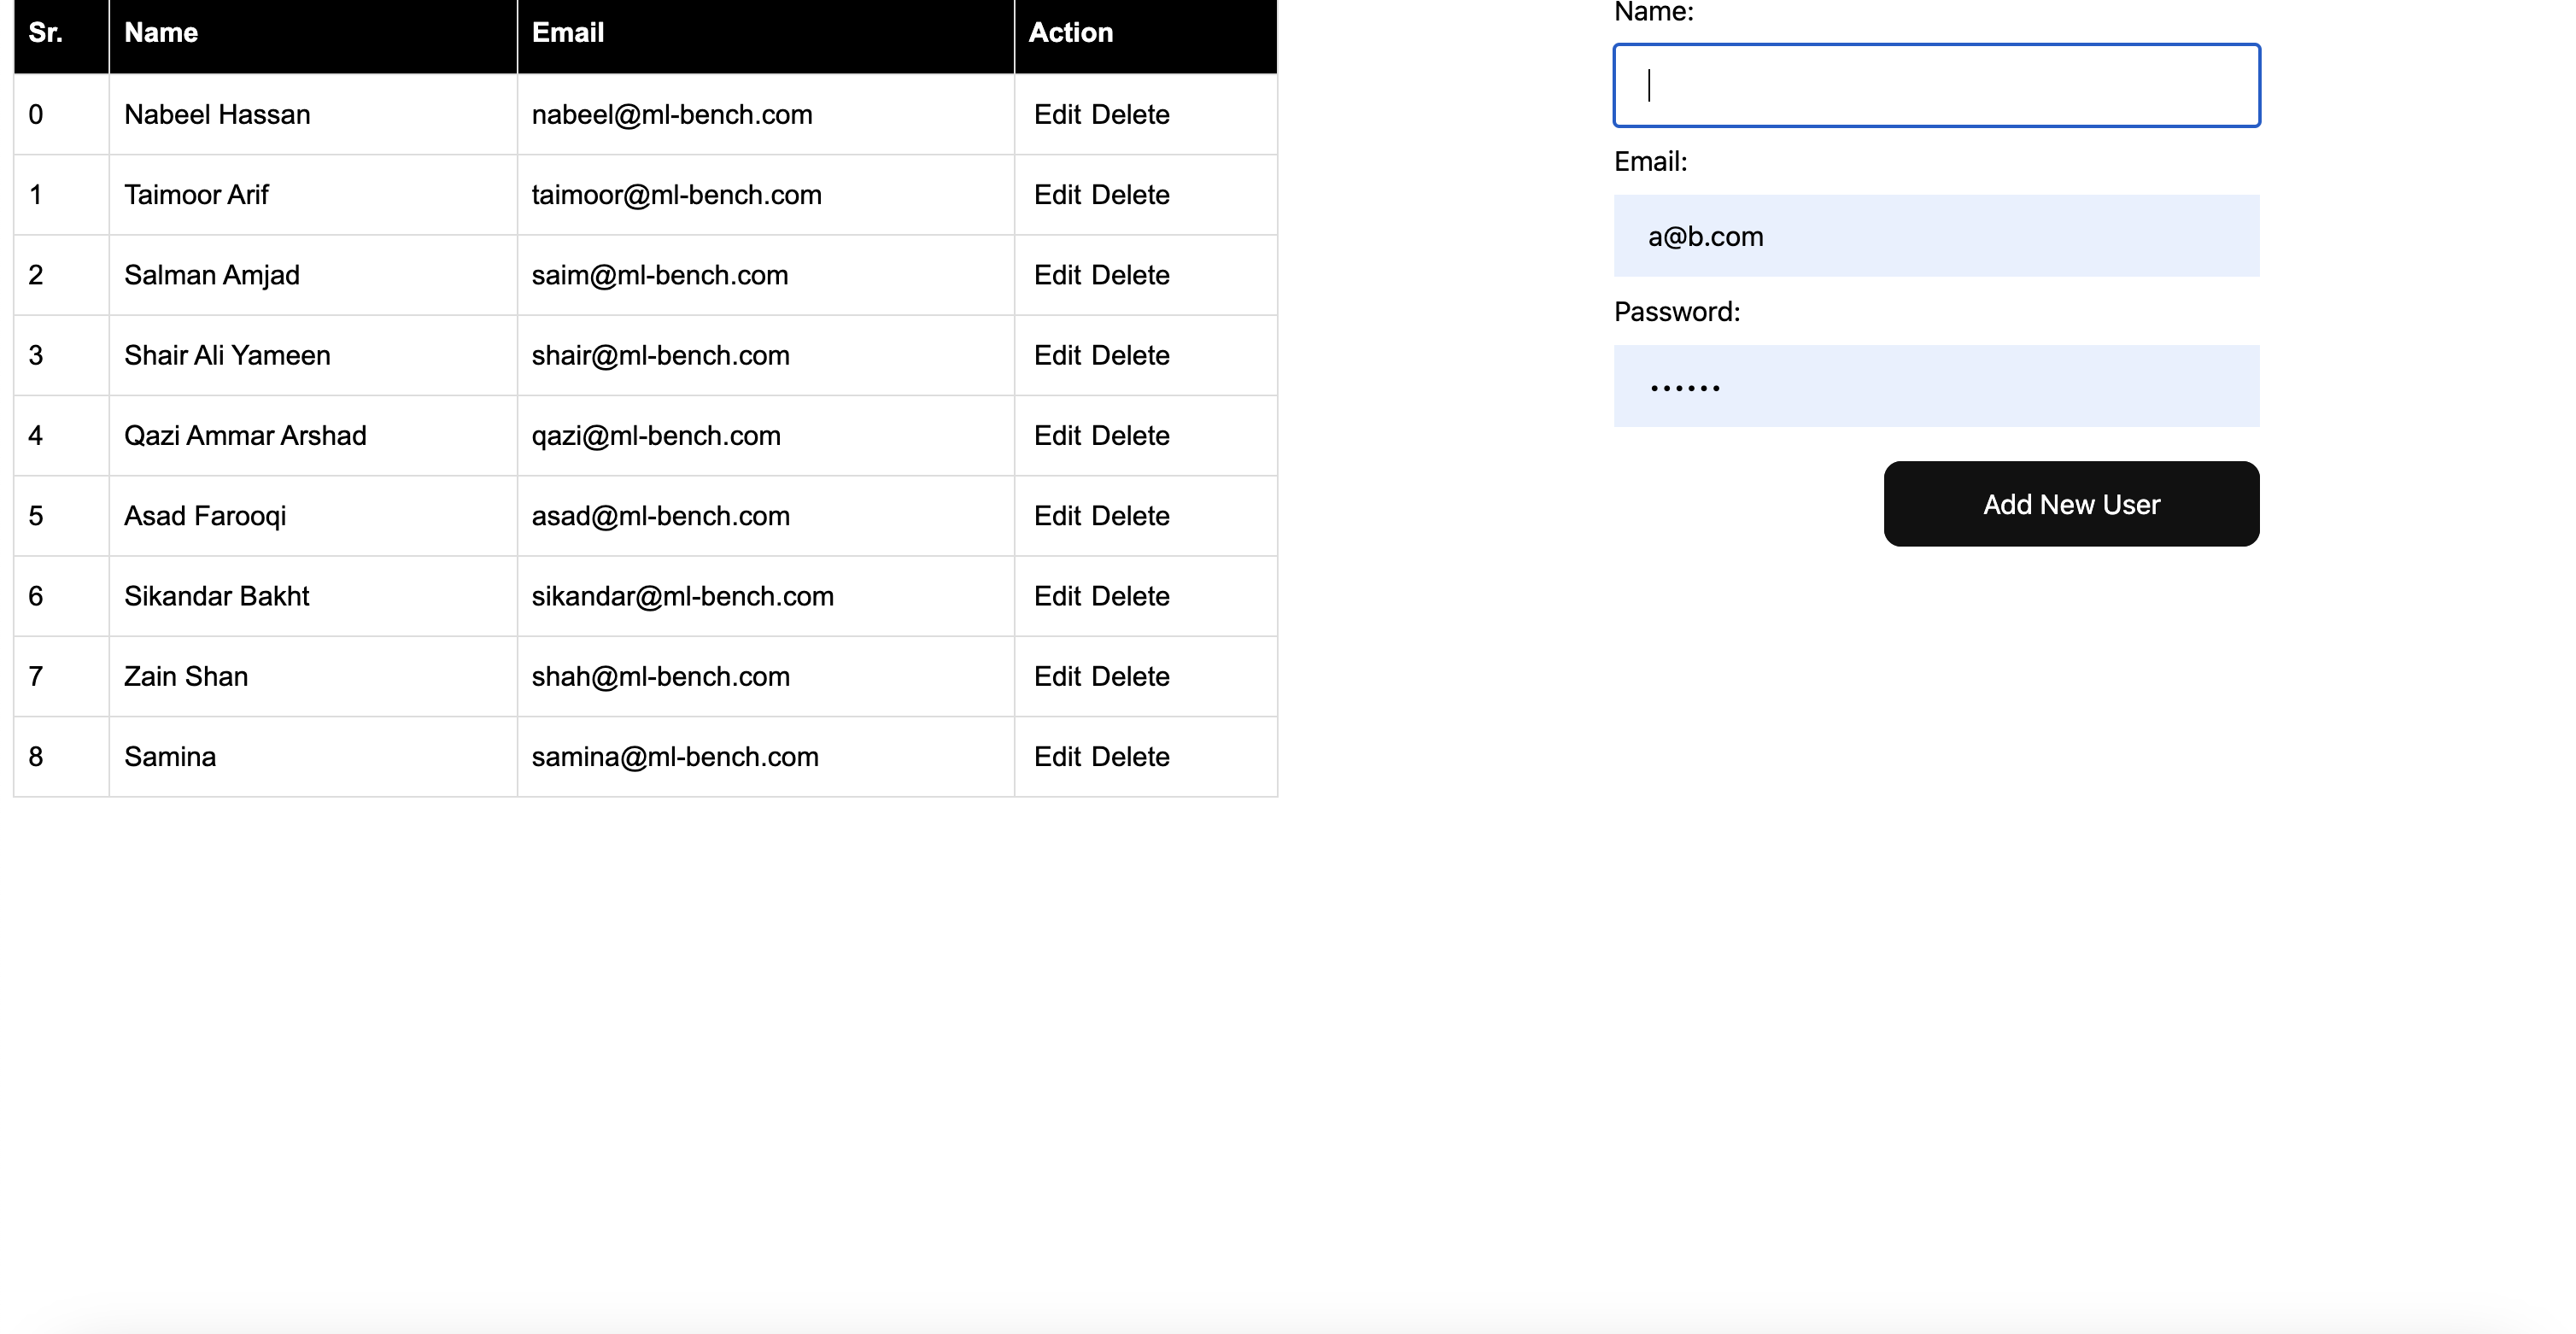 Sr. Name Email Action
0 Nabeel Hassan nabeel@ml-bench.com Edit Delete
1 Taimoor Arif taimoor@ml-bench.com Edit Delete
2 Salman Amjad saim@ml-bench.com Edit Delete
3 Shair Ali Yameen shair@ml-bench.com Edit Delete
4 Qazi Ammar Arshad qazi@ml-bench.com Edit Delete
5 Asad Farooqi asad@ml-bench.com Edit Delete
6 Sikandar Bakht sikandar@ml-bench.com Edit Delete
7 Zain Shan shah@ml-bench.com Edit Delete
8 Samina samina@ml-bench.com Edit Delete
Name:
Email:
a@b.com
Password:
••••••
Add New User